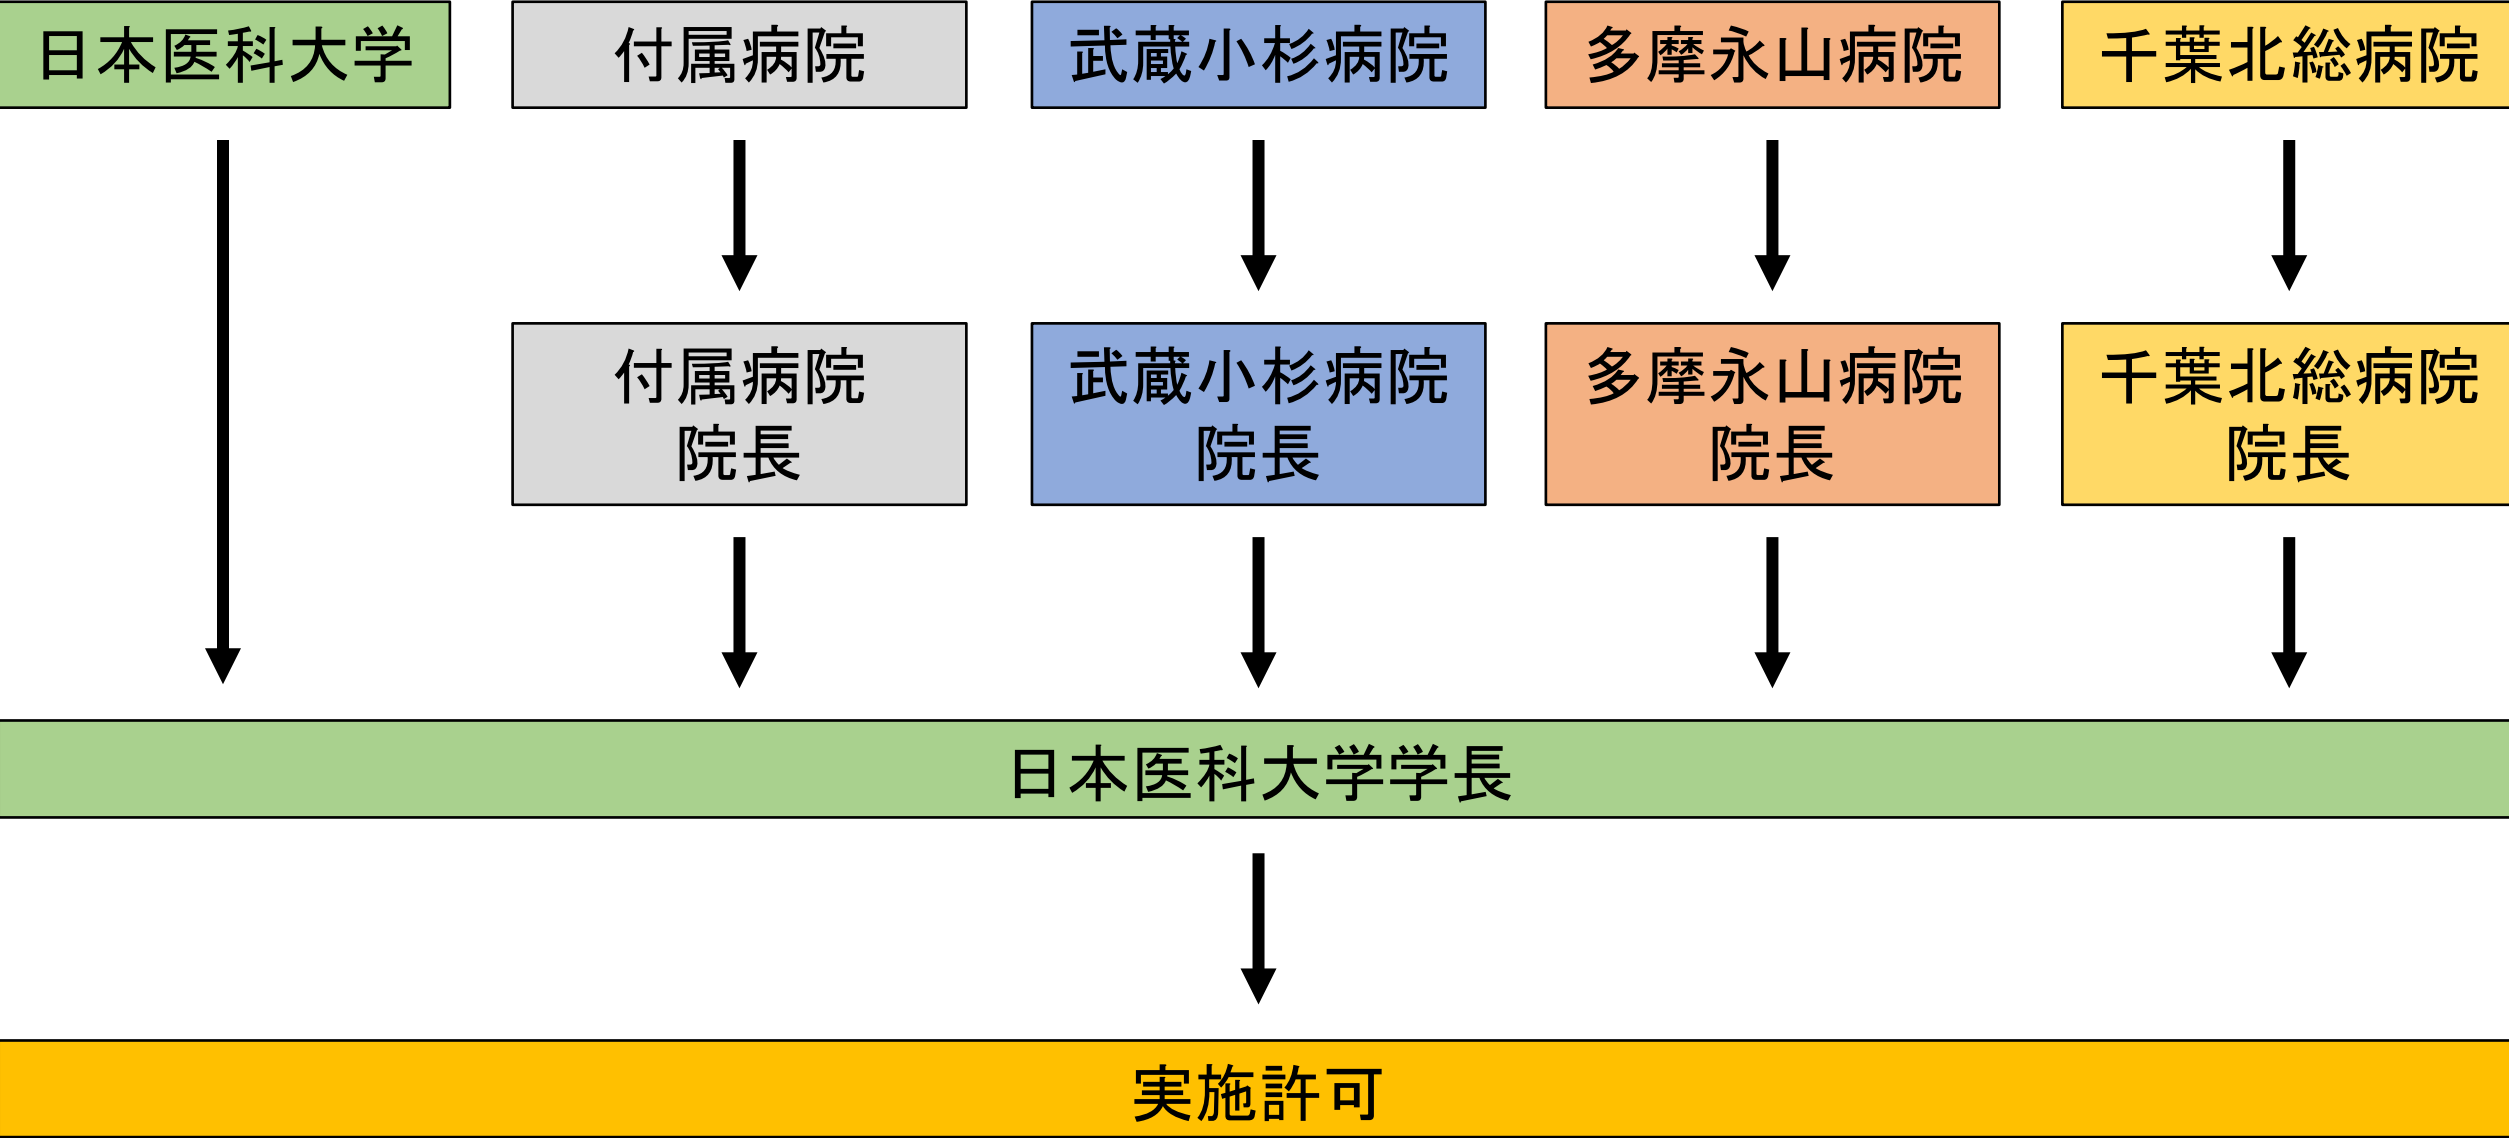 日本医科大学
付属病院
武蔵小杉病院
多摩永山病院
千葉北総病院
付属病院
院長
武蔵小杉病院
院長
多摩永山病院
院長
千葉北総病院
院長
日本医科大学学長
実施許可